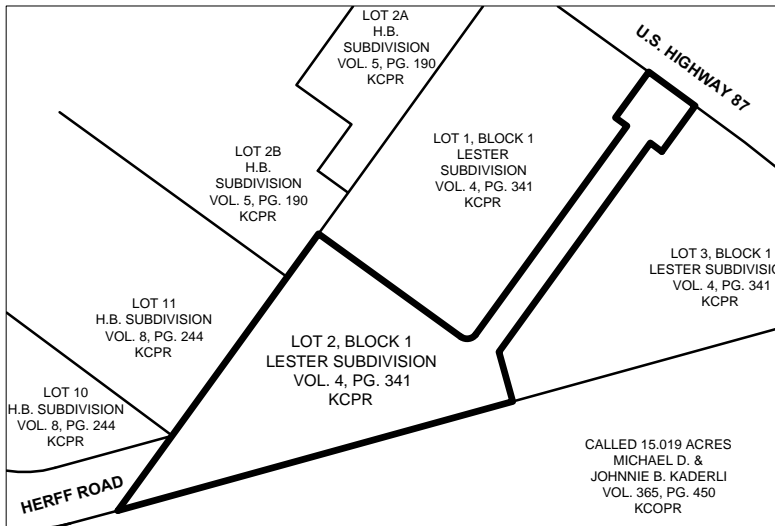 LOT 2A
H.B.
SUBDIVISION
VOL. 5, PG. 190
KCPR
U.S. HIGHWAY 87
LOT 1, BLOCK 1
LESTER
SUBDIVISION
VOL. 4, PG. 341
KCPR
LOT 2B
H.B.
SUBDIVISION
VOL. 5, PG. 190
KCPR
LOT 3, BLOCK 1
LESTER SUBDIVISIO
VOL. 4, PG. 341
KCPR
LOT 11
H.B. SUBDIVISION
VOL. 8, PG. 244
KCPR
LOT 2, BLOCK 1
LESTER SUBDIVISION
VOL. 4, PG. 341
KCPR
LOT 10
H.B. SUBDIVISION
VOL. 8, PG. 244
KCPR
CALLED 15.019 ACRES
MICHAEL D. &
JOHNNIE B. KADERLI
VOL. 365, PG. 450
KCOPR
HERFF ROAD